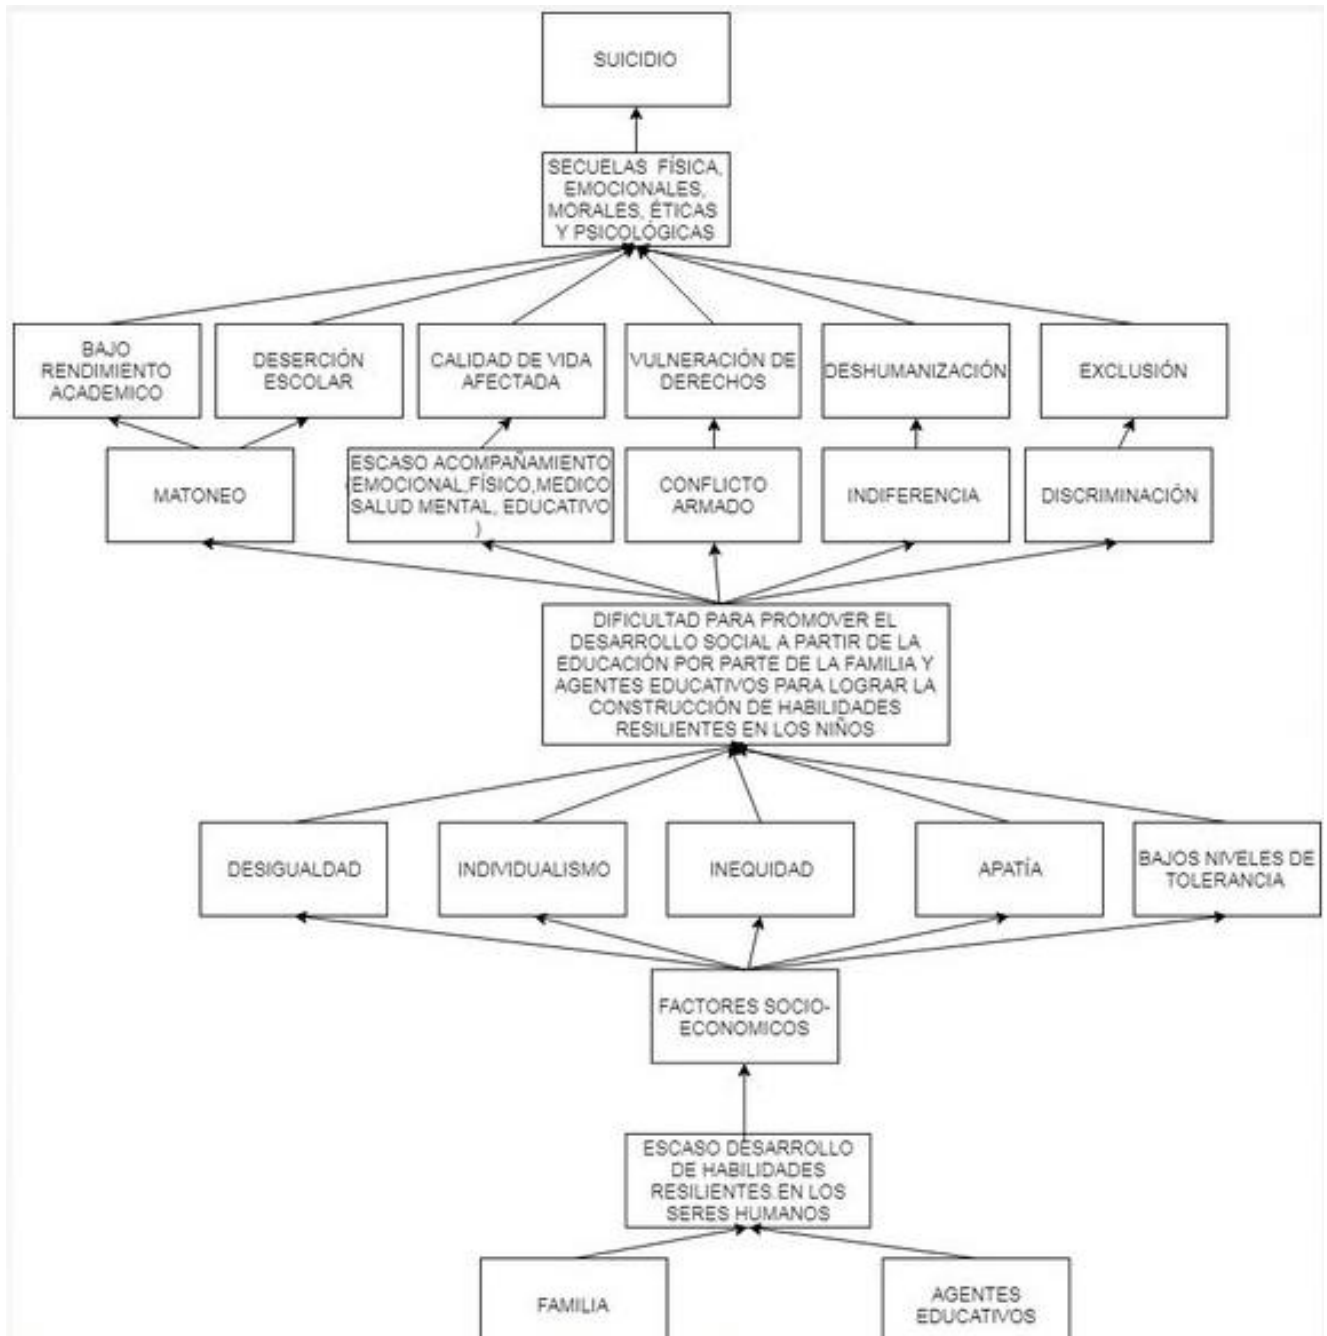 SUICIDIO
SECUELAS FÍSICA,
EMOCIONALES,
MORALES, ÉTICAS
Y PSICOLÓGICAS
BAJO
RENDIMIENTO
ACADEMICO
DESERCIÓN
ESCOLAR
CALIDAD DE VIDA
AFECTADA
VULNERACIÓN DE
DERECHOS
DESHUMANIZACIÓN
EXCLUSIÓN
MATONEO
ESCASO ACOMPAÑAMIENTO
(EMOCIONAL,FÍSICO,MEDICO
SALUD MENTAL, EDUCATIVO
)
CONFLICTO
ARMADO
INDIFERENCIA
DISCRIMINACIÓN
DIFICULTAD PARA PROMOVER EL
DESARROLLO SOCIAL A PARTIR DE LA
EDUCACIÓN POR PARTE DE LA FAMILIA Y
AGENTES EDUCATIVOS PARA LOGRAR LA
CONSTRUCCIÓN DE HABILIDADES
RESILIENTES EN LOS NIÑOS
DESIGUALDAD
INDIVIDUALISMO
INEQUIDAD
APATÍA
BAJOS NIVELES DE
TOLERANCIA
FACTORES SOCIO-
ECONOMICOS
ESCASO DESARROLLO
DE HABILIDADES
RESILIENTES.EN LOS
SERES HUMANOS
FAMILIA
AGENTES
EDUCATIVOS